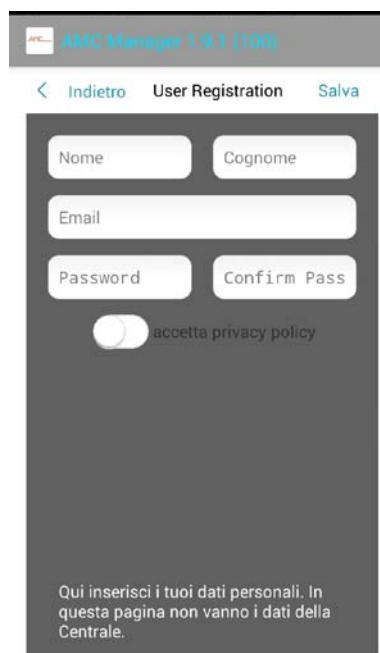 AMC
AMC Manager 1.9.1 (100)
Indietro User Registration Salva
Nome Cognome
Email
Password Confirm Pass
accetta privacy policy
Qui inserisci i tuoi dati personali. In
questa pagina non vanno i dati della
Centrale.